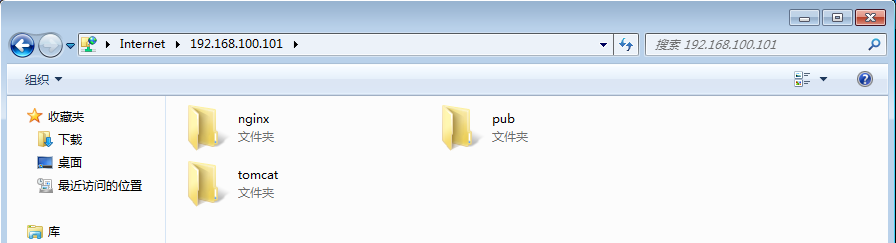 Internet 192.168.100.101 搜索 192.168.100.101
组织
收藏夹
下载
桌面
最近访问的位置
库
nginx
文件夹
pub
文件夹
tomcat
文件夹